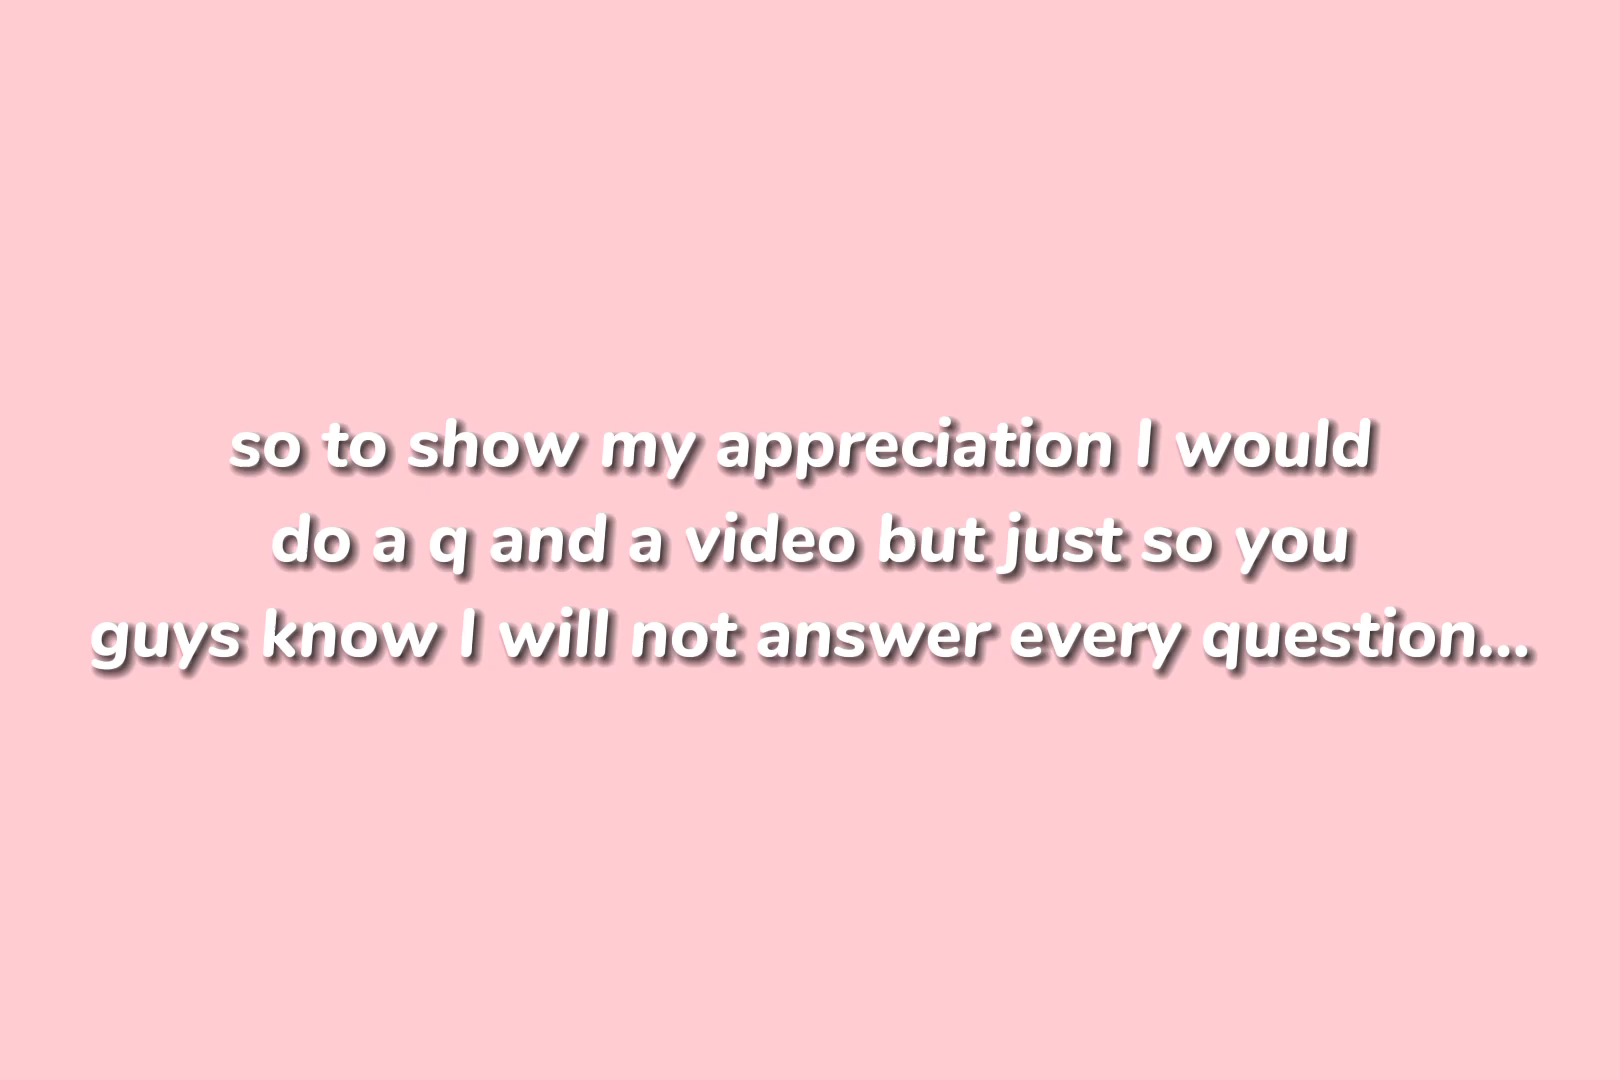 so to show my appreciation I would
do a q and a video but just so you
guys know I will not answer every question...